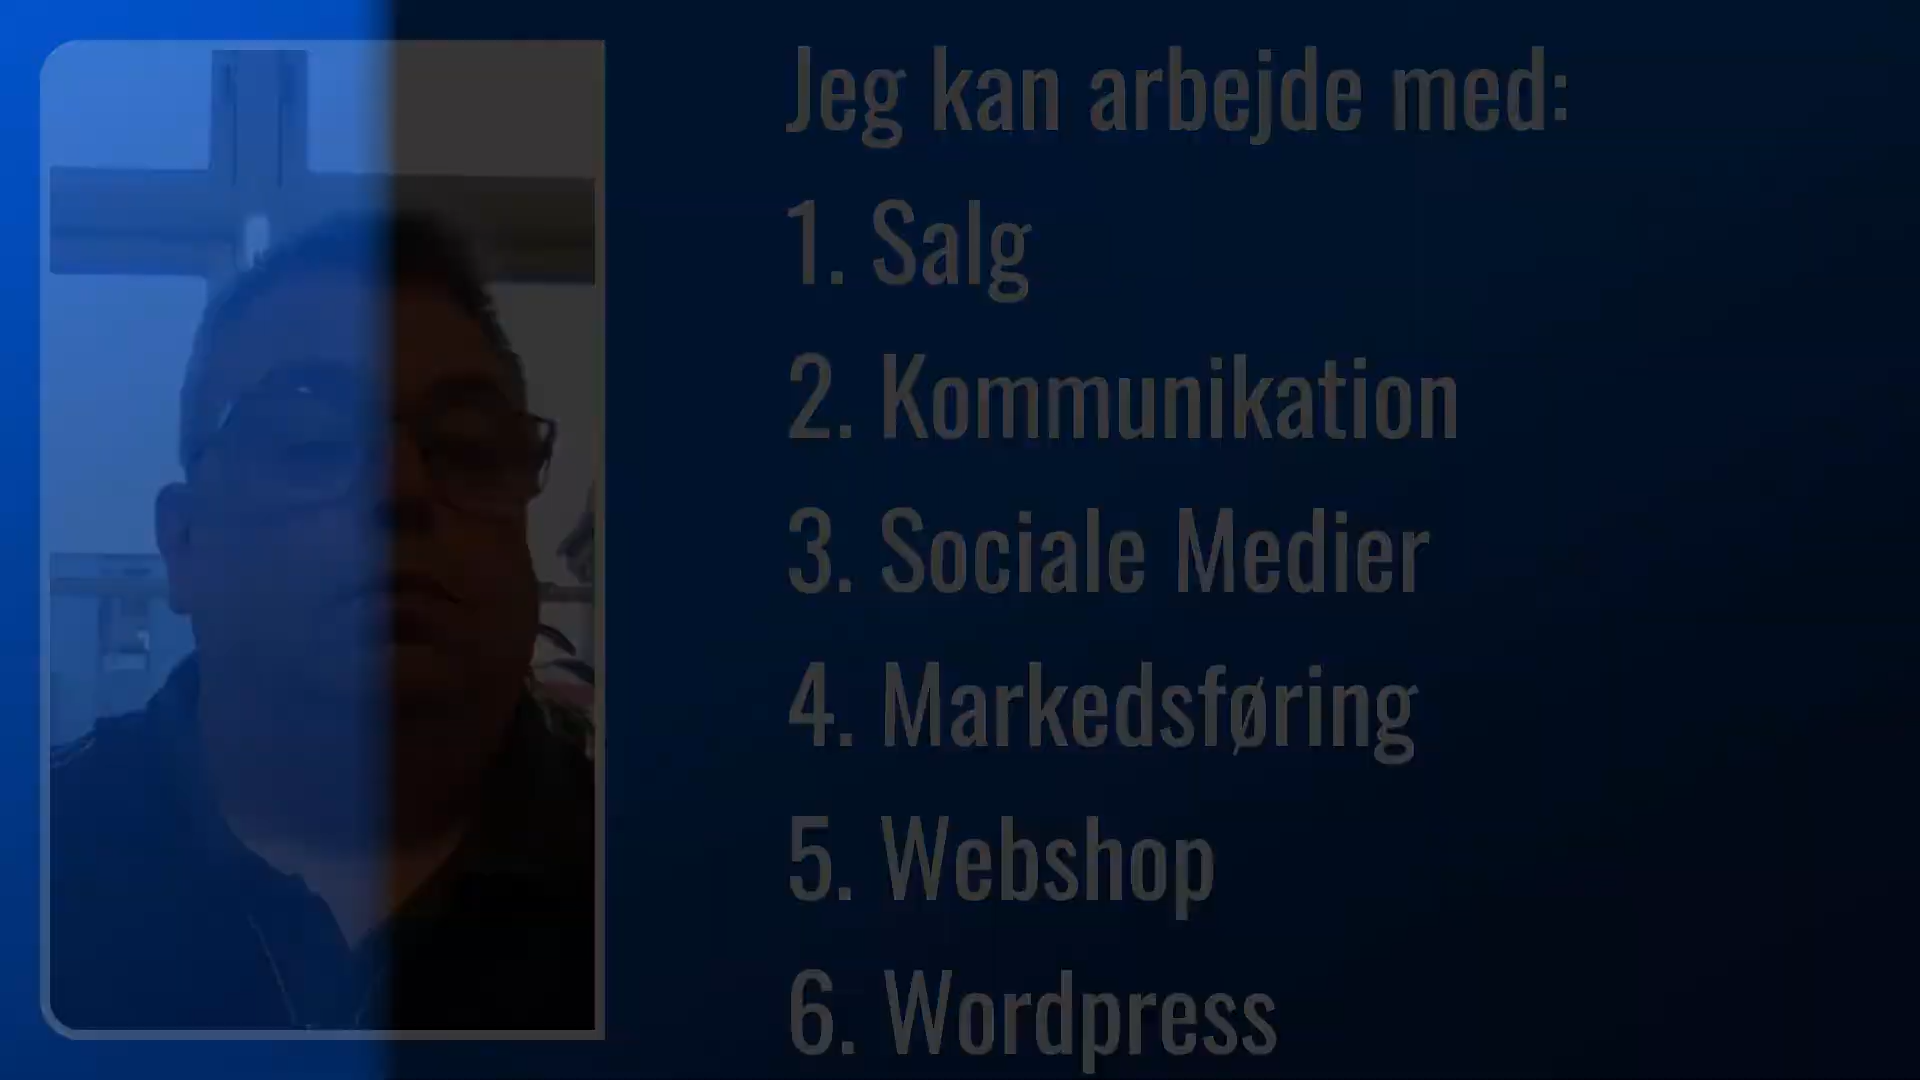 Jeg kan arbejde med:
1. Salg
2. Kommunikation
3. Sociale Medier
4. Markedsføring
5. Webshop
6. Wordpress